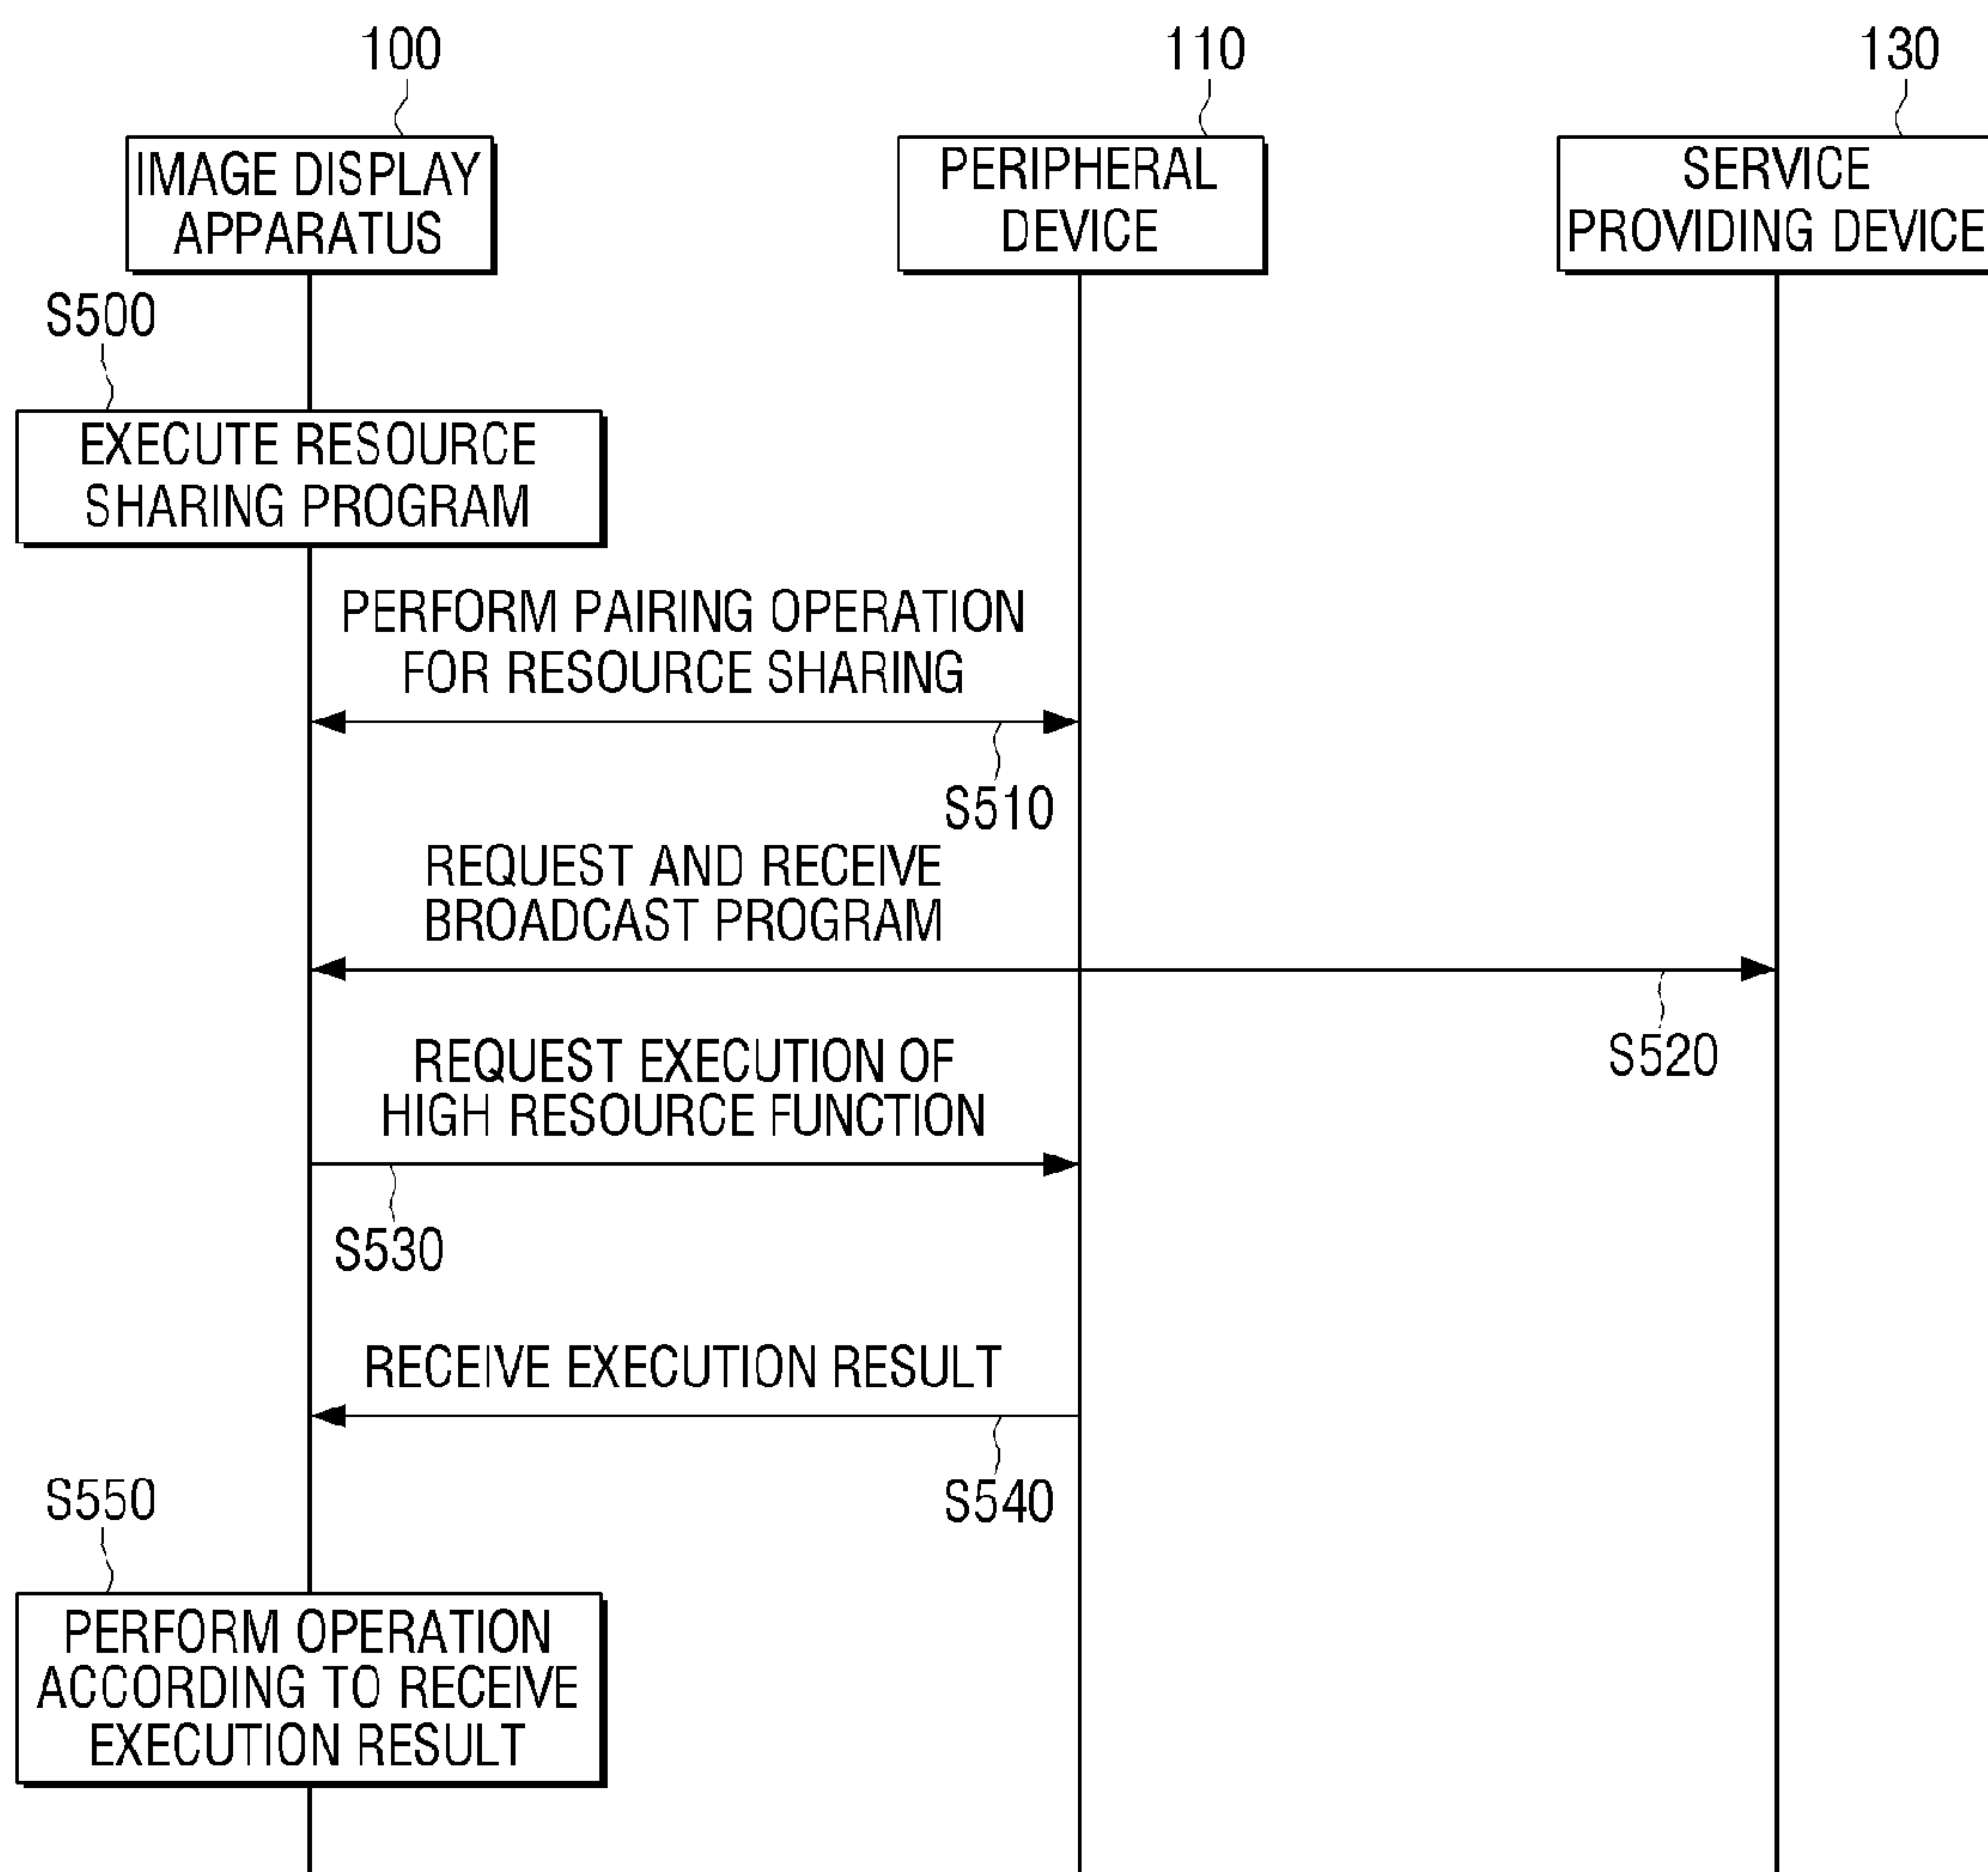 100
110
130
IMAGE DISPLAY
APPARATUS
PERIPHERAL
DEVICE
SERVICE
PROVIDING DEVICE
S500
EXECUTE RESOURCE
SHARING PROGRAM
PERFORM PAIRING OPERATION
FOR RESOURCE SHARING
S510
REQUEST AND RECEIVE
BROADCAST PROGRAM
S520
REQUEST EXECUTION OF
HIGH RESOURCE FUNCTION
S530
RECEIVE EXECUTION RESULT
S540
S550
PERFORM OPERATION
ACCORDING TO RECEIVE
EXECUTION RESULT